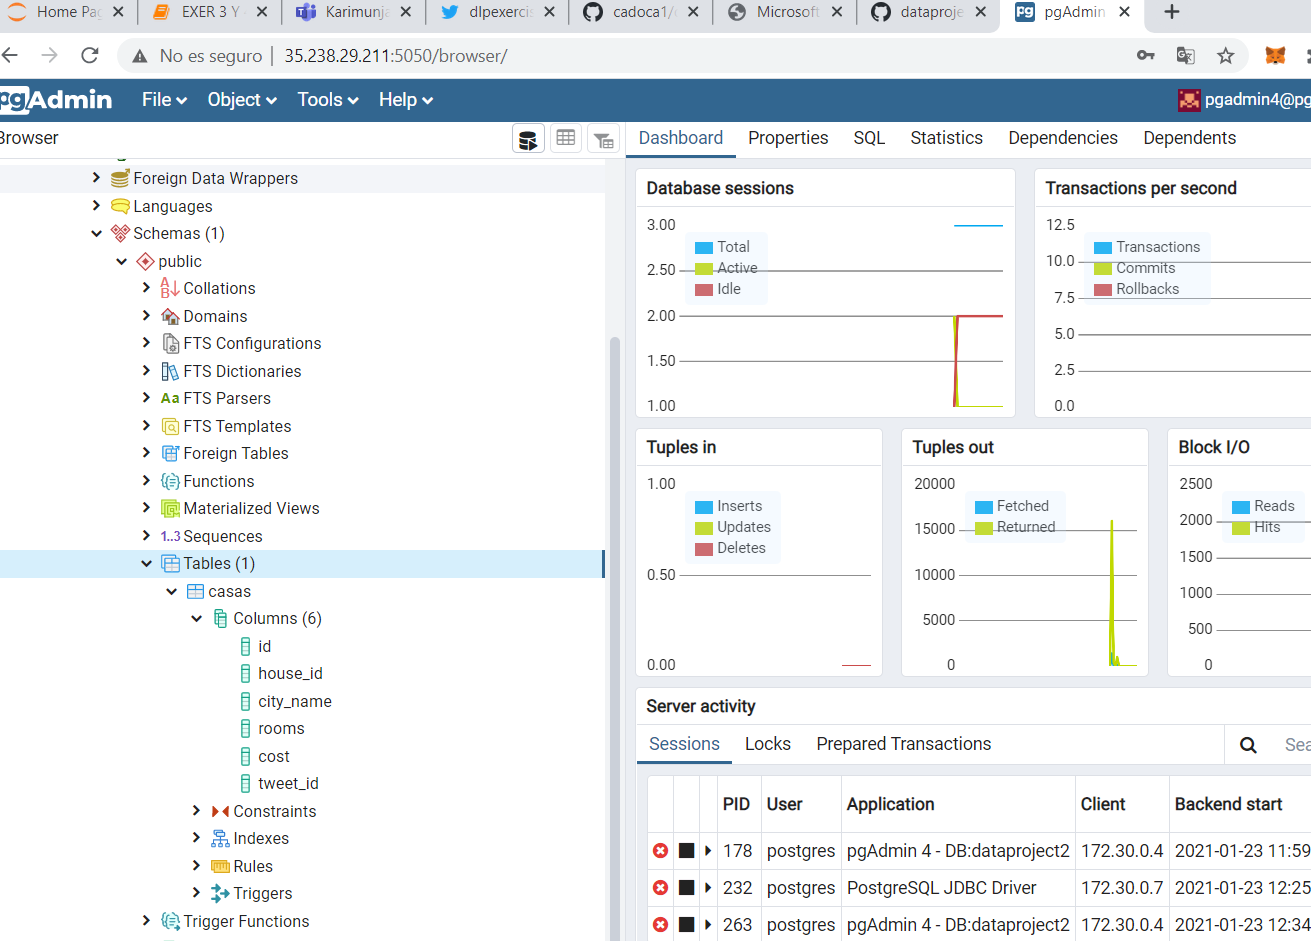 Home Pag
EXER 3 Y
Karimunja
dlpexercis
cadoca1/
Microsoft
dataproje
pgAdmin
No es seguro | 35.238.29.211:5050/browser/
pgAdmin File Object Tools Help pgadmin4@pg
Browser
Dashboard Properties SQL Statistics Dependencies Dependents
Foreign Data Wrappers
Languages
Schemas (1)
public
Collations
Domains
FTS Configurations
FTS Dictionaries
Aa FTS Parsers
FTS Templates
Foreign Tables
Functions
Materialized Views
1..3 Sequences
Tables (1)
casas
Columns (6)
id
house_id
city_name
rooms
cost
tweet_id
Constraints
Indexes
Rules
Triggers
Trigger Functions
Database sessions
3.00
2.50
2.00
1.50
1.00
Total
Active
Idle
Transactions per second
12.5
10.0
7.5
5.0
2.5
0.0
Transactions
Commits
Rollbacks
Tuples in
1.00
0.50
0.00
Inserts
Updates
Deletes
Tuples out
20000
15000
10000
5000
0
Fetched
Returned
Block I/O
2500
2000
1500
1000
500
0
Reads
Hits
Server activity
Sessions Locks Prepared Transactions Sea
PID User Application Client Backend start
178 postgres pgAdmin 4 - DB:dataproject2 172.30.0.4 2021-01-23 11:59
232 postgres PostgreSQL JDBC Driver 172.30.0.7 2021-01-23 12:25
263 postgres pgAdmin 4 - DB:dataproject2 172.30.0.4 2021-01-23 12:34